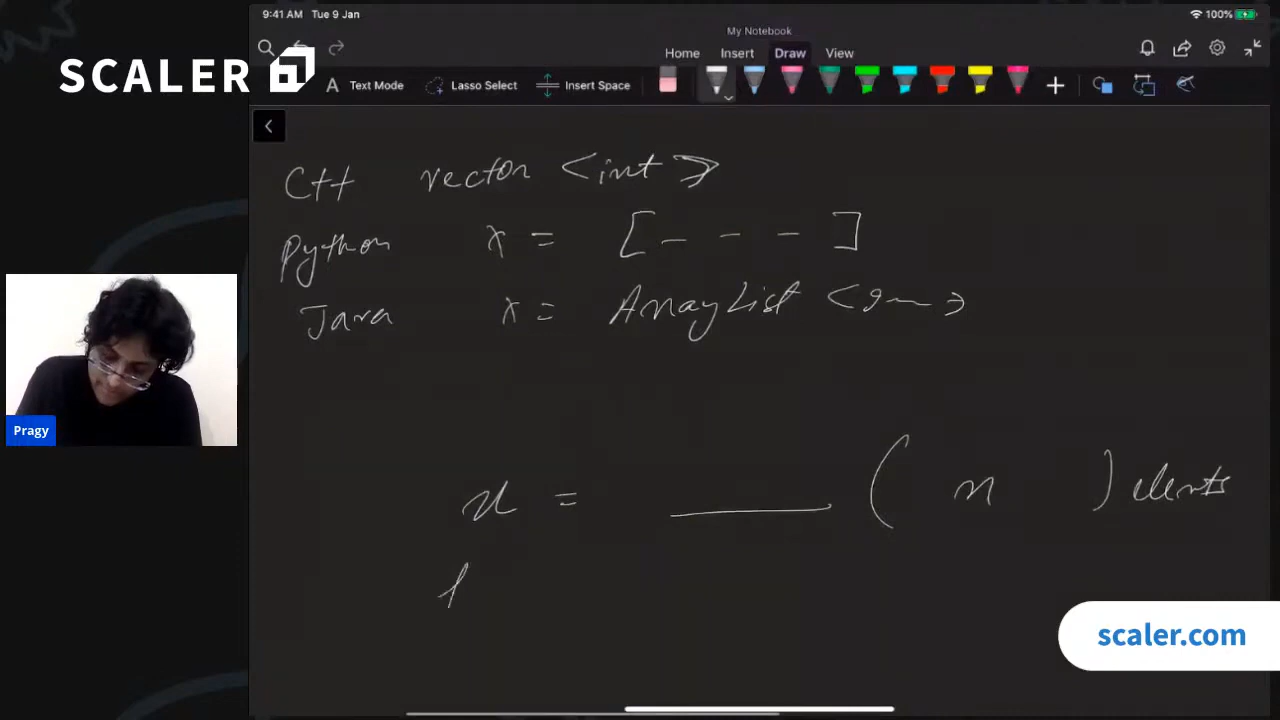 9:41 AM Tue 9 Jan
100%
My Notebook
SCALER
Home Insert Draw View
Text Mode Lasso Select Insert Space
C++ vector <int>
Python x = [ - - - ]
Java x = ArrayList <
x = ____ ( n )
Pragy
scaler.com